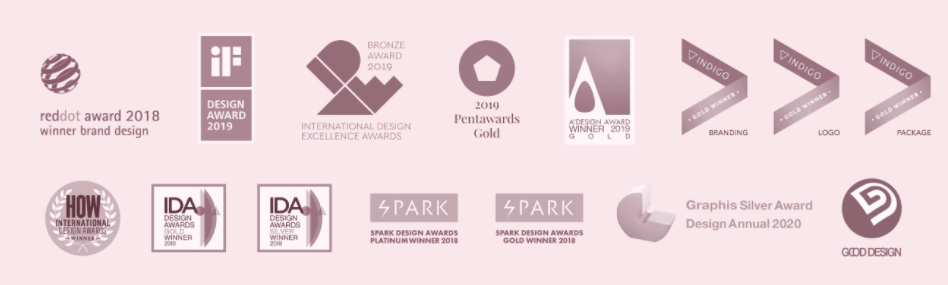 reddot award 2018
winner brand design
iF
DESIGN
AWARD
2019
BRONZE
AWARD
2019
INTERNATIONAL DESIGN
EXCELLENCE AWARDS
2019
Pentawards
Gold
A'DESIGN AWARD
WINNER 2019
GOLD
INDIGO
GOLD WINNER
BRANDING
INDIGO
GOLD WINNER
LOGO
INDIGO
GOLD WINNER
PACKAGE
HOW
INTERNATIONAL
DESIGN AWARDS
WINNER
IDA
DESIGN
AWARDS
GOLD
WINNER
2018
IDA
DESIGN
AWARDS
SILVER
WINNER
2018
SPARK
SPARK DESIGN AWARDS
PLATINUM WINNER 2018
SPARK
SPARK DESIGN AWARDS
GOLD WINNER 2018
Graphis Silver Award
Design Annual 2020
GOOD DESIGN